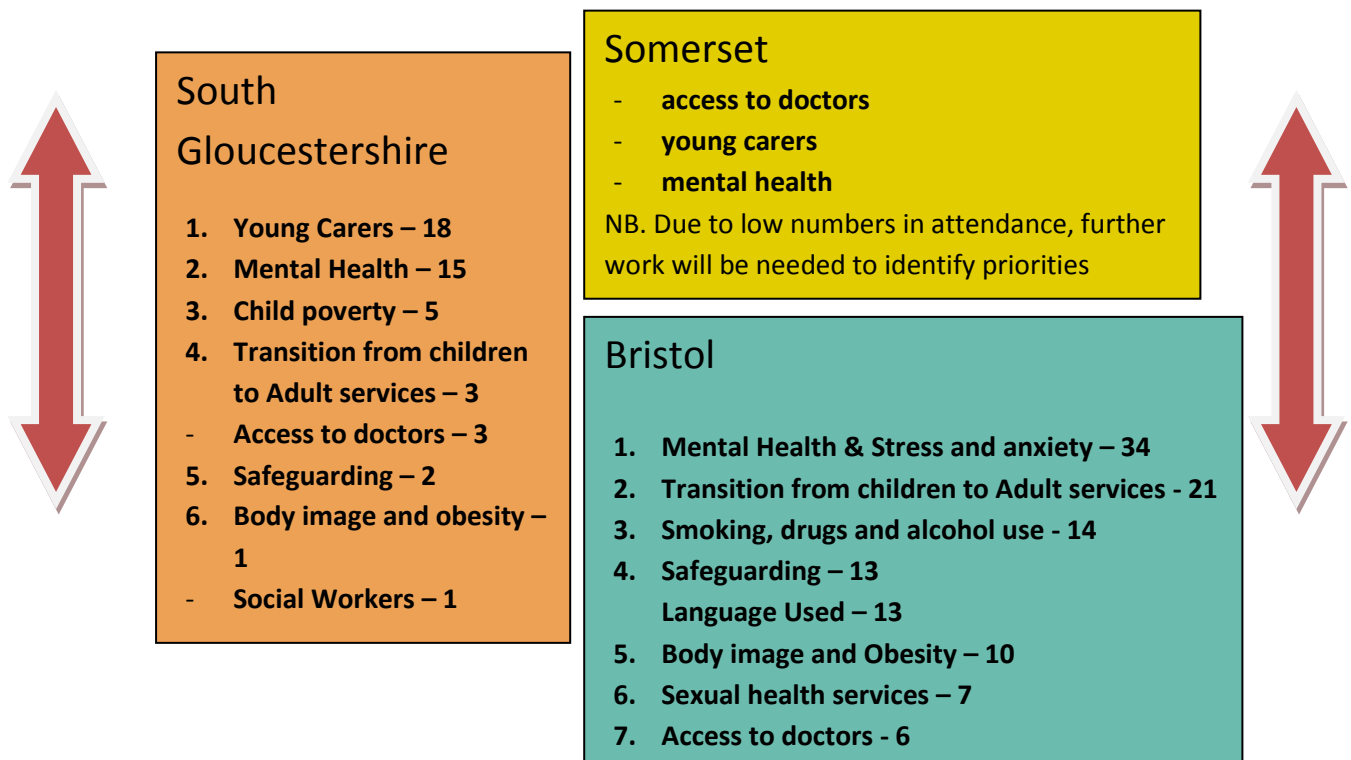 South
Gloucestershire
1. Young Carers – 18
2. Mental Health – 15
3. Child poverty – 5
4. Transition from children
to Adult services – 3
- Access to doctors – 3
5. Safeguarding – 2
6. Body image and obesity –
1
- Social Workers – 1
Somerset
- access to doctors
- young carers
- mental health
NB. Due to low numbers in attendance, further
work will be needed to identify priorities
Bristol
1. Mental Health & Stress and anxiety – 34
2. Transition from children to Adult services - 21
3. Smoking, drugs and alcohol use - 14
4. Safeguarding – 13
Language Used – 13
5. Body image and Obesity – 10
6. Sexual health services – 7
7. Access to doctors - 6